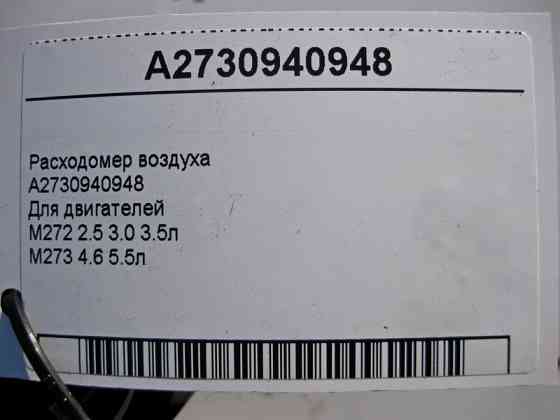 A2730940948
Расходомер воздуха
A2730940948
Для двигателей
M272 2.5 3.0 3.5л
M273 4.6 5.5л